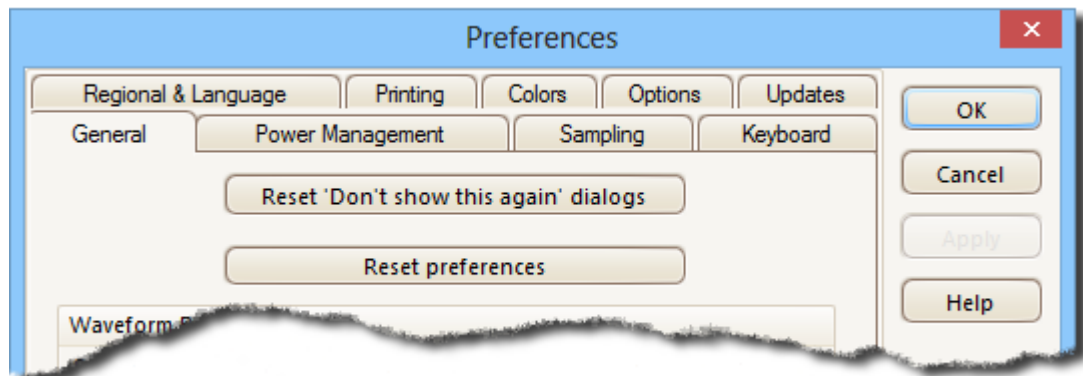 Preferences
Regional & Language Printing Colors Options Updates
General Power Management Sampling Keyboard
Reset 'Don't show this again' dialogs
Reset preferences
Waveform
OK
Cancel
Apply
Help